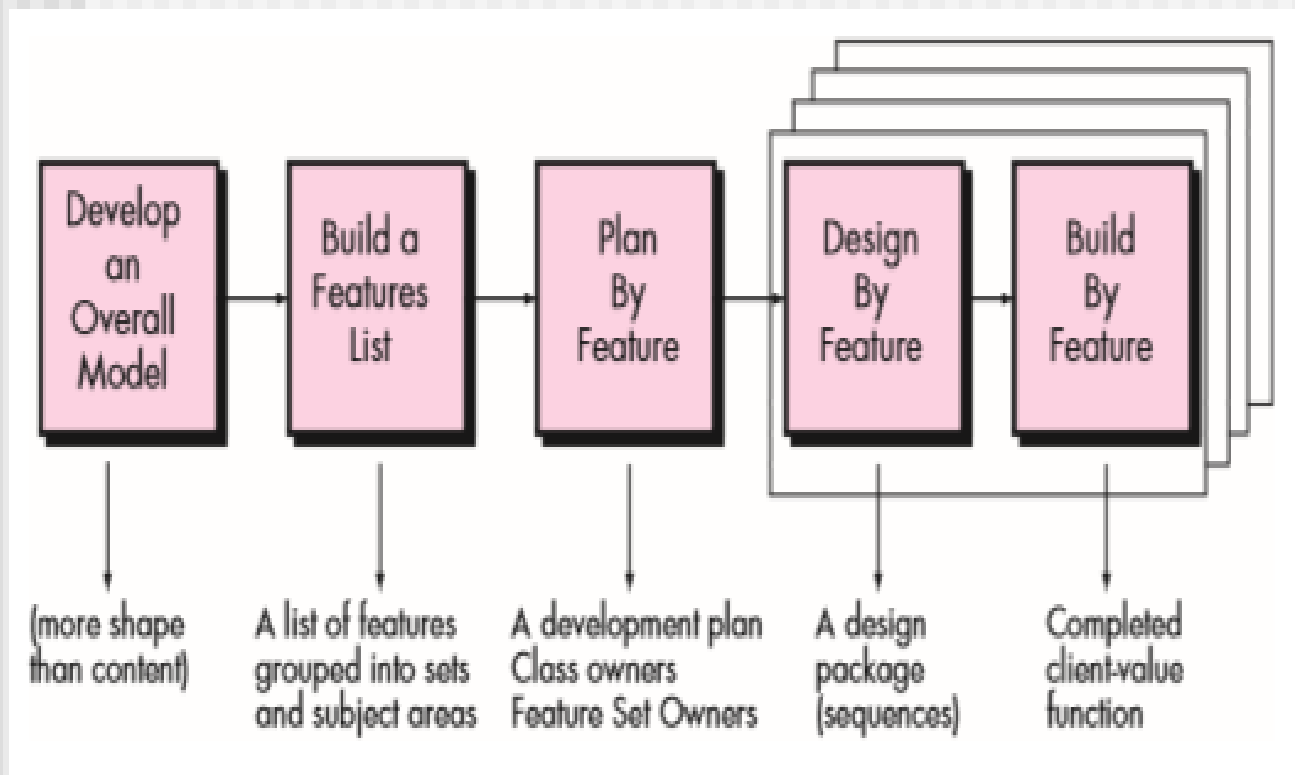 Develop
an
Overall
Model
Build a
Features
List
Plan
By
Feature
Design
By
Feature
Build
By
Feature
(more shape
than content)
A list of features
grouped into sets
and subject areas
A development plan
Class owners
Feature Set Owners
A design
package
(sequences)
Completed
client-value
function